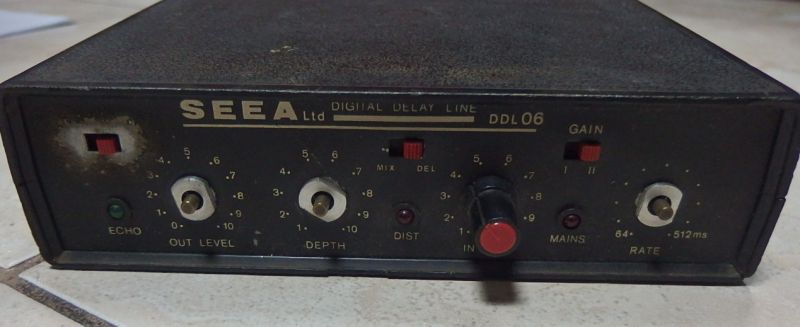 SEEA Ltd DIGITAL DELAY LINE DDL06
GAIN
I II
MIX DEL
0 1 2 3 4 5 6 7 8 9 10
1 2 3 4 5 6 7 8 9 10
1 2 3 4 5 6 7 8 9
64 512ms
ECHO
OUT LEVEL
DEPTH
DIST
IN
MAINS
RATE